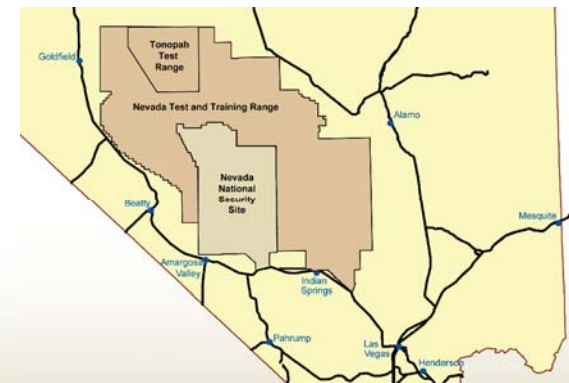 Tonopah
Test
Range
Goldfield
Nevada Test and Training Range
Alamo
Nevada
National
Security
Site
Beatty
Mesquite
Amargosa
Valley
Indian
Springs
Pahrump
Las
Vegas
Henderson